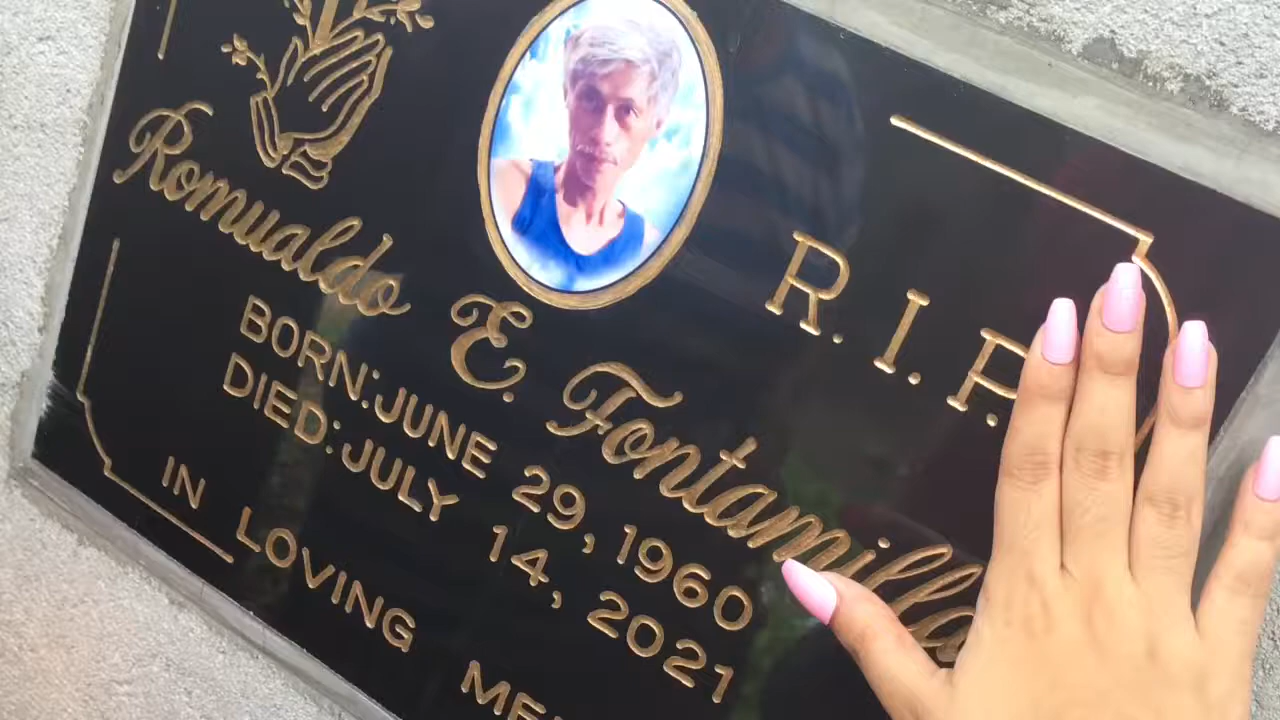 R.I.P.
Romualdo E. Fontamilla
BORN: JUNE 29, 1960
DIED: JULY 14, 2021
IN LOVING